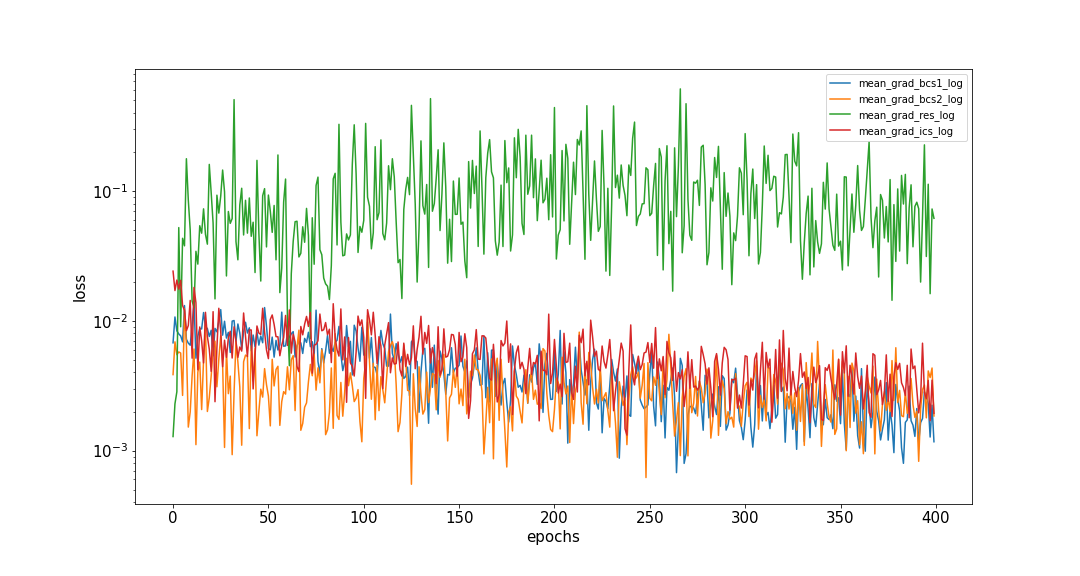 mean_grad_bcs1_log
mean_grad_bcs2_log
mean_grad_res_log
mean_grad_ics_log
loss
10⁻¹
10⁻²
10⁻³
0 50 100 150 200 250 300 350 400
epochs